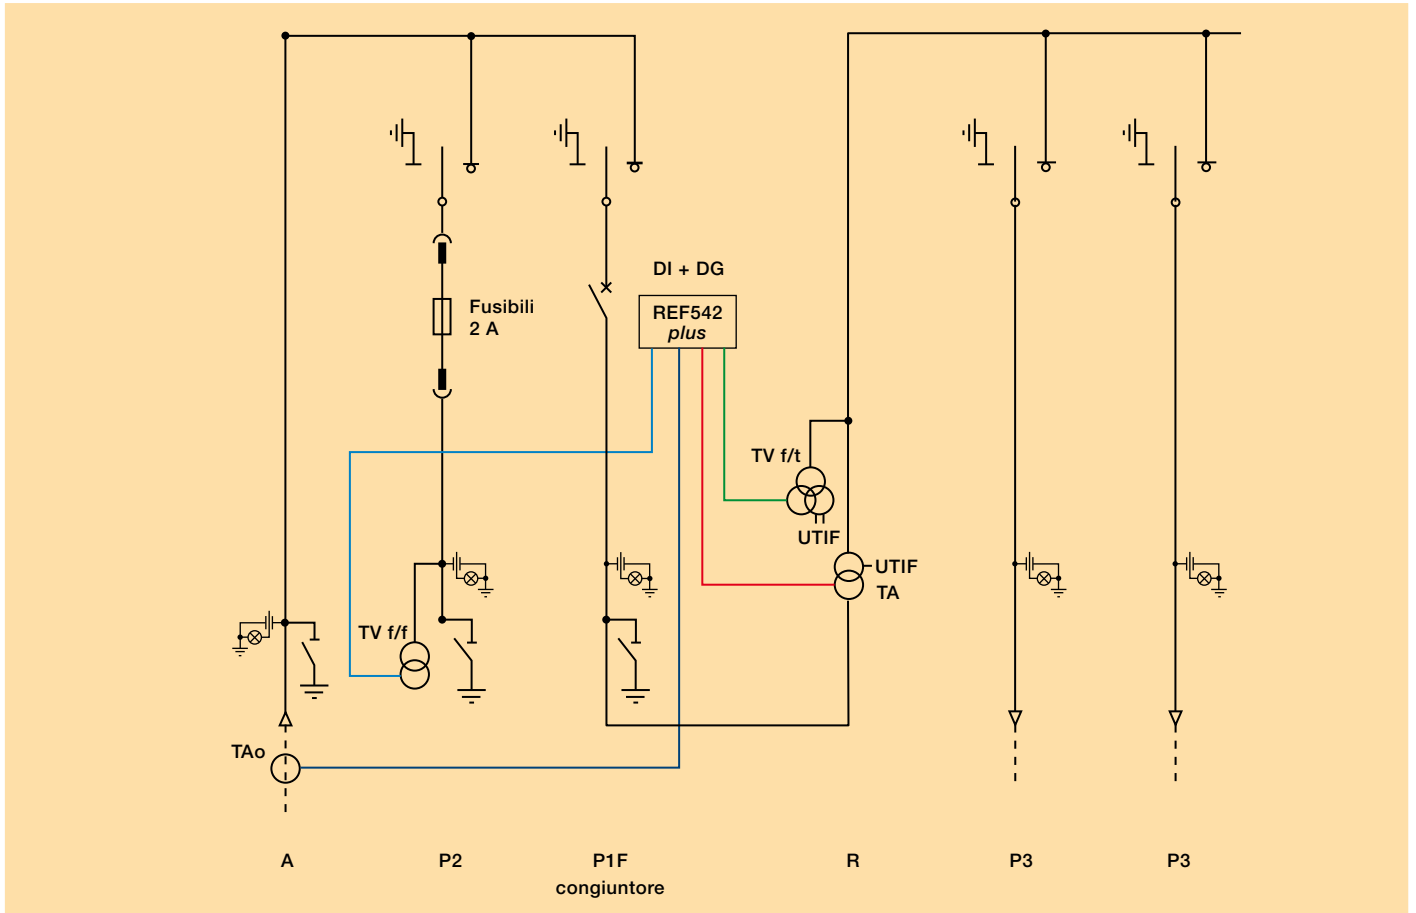 DI + DG
REF542
plus
Fusibili
2 A
TV f/t
UTIF
UTIF
TA
TV f/f
TAo
A
P2
P1F
congiuntore
R
P3
P3